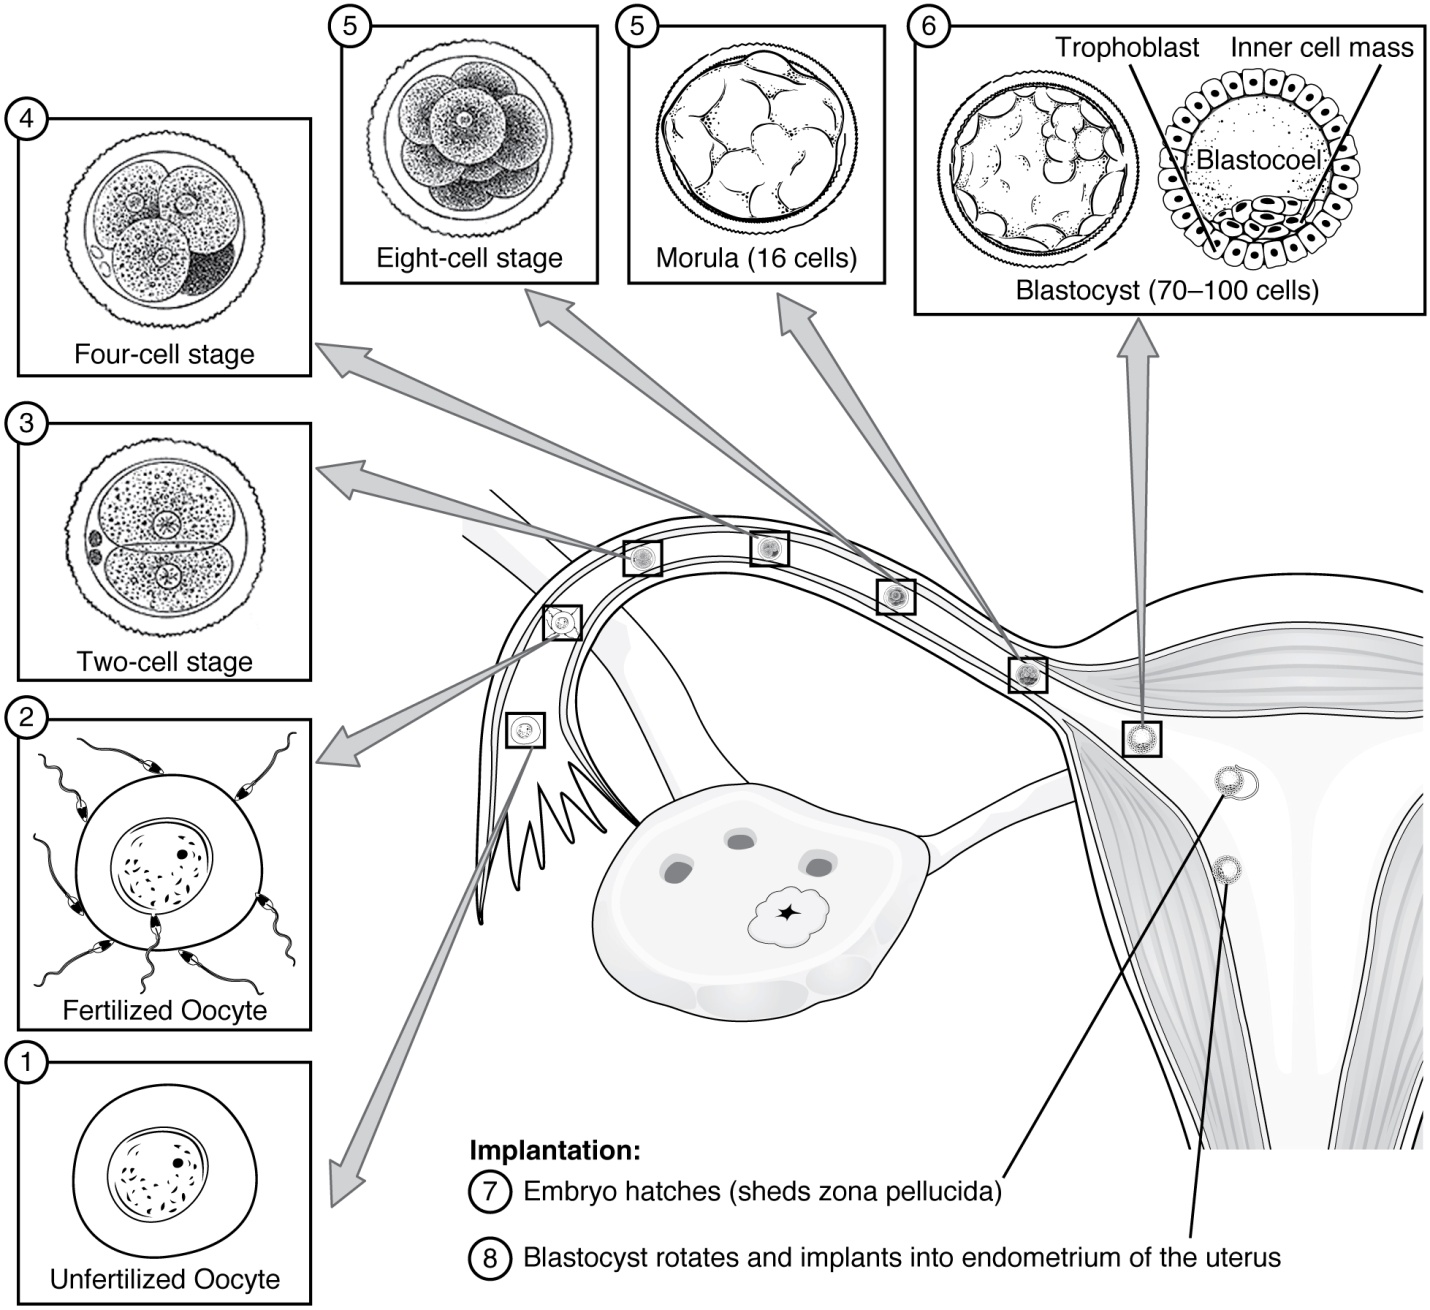 5
5
6
Trophoblast
Inner cell mass
Blastocoel
Eight-cell stage
Morula (16 cells)
Blastocyst (70–100 cells)
4
Four-cell stage
3
Two-cell stage
2
Fertilized Oocyte
1
Unfertilized Oocyte
Implantation:
7 Embryo hatches (sheds zona pellucida)
8 Blastocyst rotates and implants into endometrium of the uterus